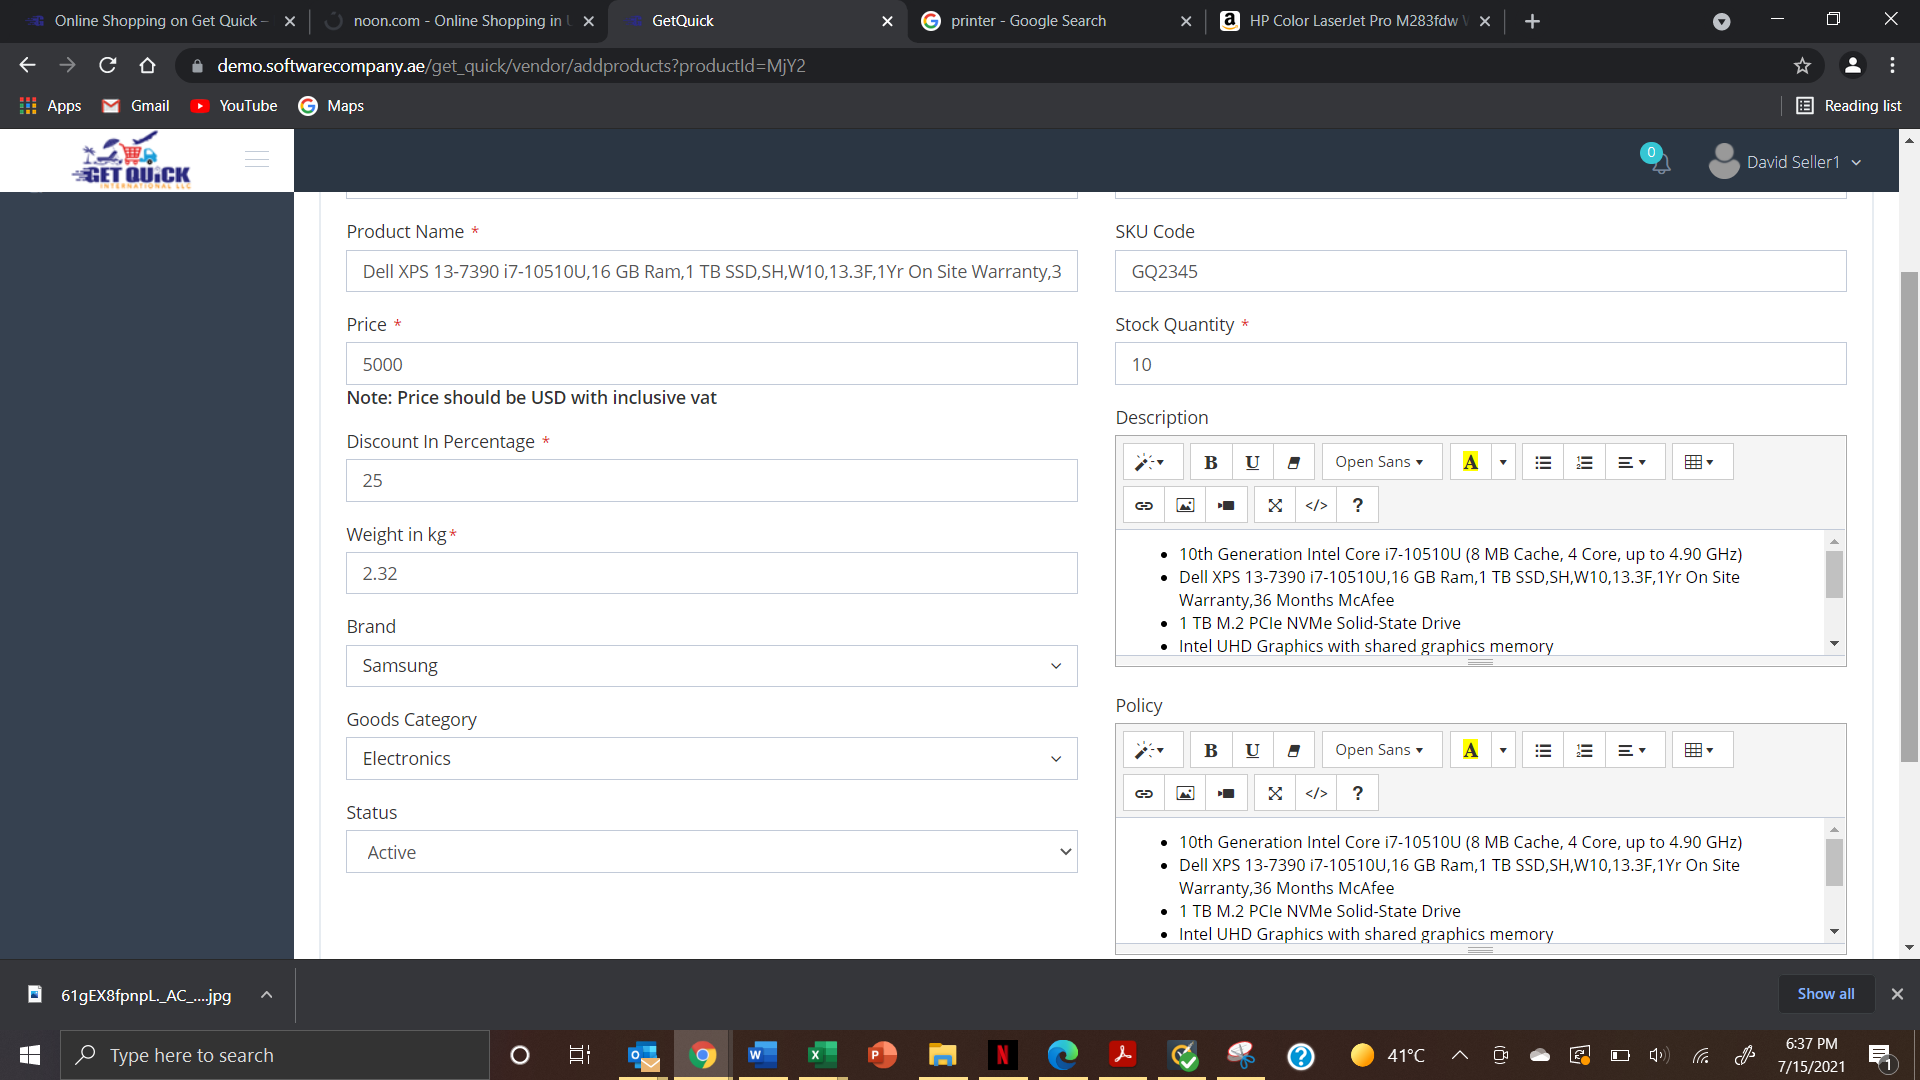 Online Shopping on Get Quick –
noon.com - Online Shopping in
GetQuick
printer - Google Search
HP Color LaserJet Pro M283fdw
demo.softwarecompany.ae/get_quick/vendor/addproducts?productId=MjY2
Apps
Gmail
YouTube
Maps
Reading list
GET QUICK
INTERNATIONAL LLC
0
David Seller1
Product Name *
SKU Code
Dell XPS 13-7390 i7-10510U,16 GB Ram,1 TB SSD,SH,W10,13.3F,1Yr On Site Warranty,3
GQ2345
Price *
Stock Quantity *
5000
10
Note: Price should be USD with inclusive vat
Discount In Percentage *
25
Weight in kg*
2.32
Brand
Samsung
Goods Category
Electronics
Status
Active
Description
B U Open Sans A
</> ?
• 10th Generation Intel Core i7-10510U (8 MB Cache, 4 Core, up to 4.90 GHz)
• Dell XPS 13-7390 i7-10510U,16 GB Ram,1 TB SSD,SH,W10,13.3F,1Yr On Site
Warranty,36 Months McAfee
• 1 TB M.2 PCIe NVMe Solid-State Drive
• Intel UHD Graphics with shared graphics memory
Policy
B U Open Sans A
</> ?
• 10th Generation Intel Core i7-10510U (8 MB Cache, 4 Core, up to 4.90 GHz)
• Dell XPS 13-7390 i7-10510U,16 GB Ram,1 TB SSD,SH,W10,13.3F,1Yr On Site
Warranty,36 Months McAfee
• 1 TB M.2 PCIe NVMe Solid-State Drive
• Intel UHD Graphics with shared graphics memory
61gEX8fpnpL._AC_....jpg
Show all
Type here to search
41°C
6:37 PM
7/15/2021
1